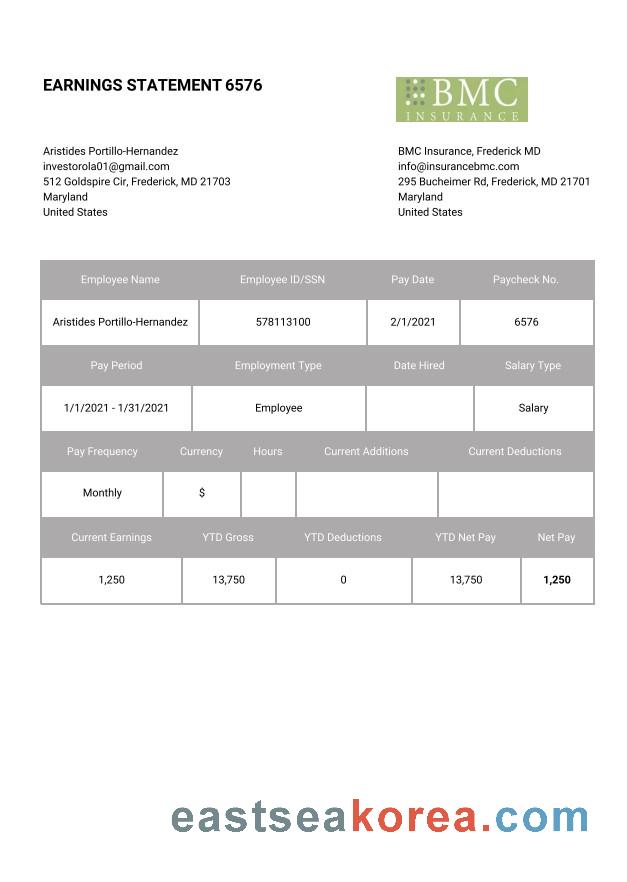 EARNINGS STATEMENT 6576
BMC
INSURANCE
Aristides Portillo-Hernandez
investorola01@gmail.com
512 Goldspire Cir, Frederick, MD 21703
Maryland
United States
BMC Insurance, Frederick MD
info@insurancebmc.com
295 Bucheimer Rd, Frederick, MD 21701
Maryland
United States
Employee Name Employee ID/SSN Pay Date Paycheck No.
Aristides Portillo-Hernandez 578113100 2/1/2021 6576
Pay Period Employment Type Date Hired Salary Type
1/1/2021 - 1/31/2021 Employee Salary
Pay Frequency Currency Hours Current Additions Current Deductions
Monthly $
Current Earnings YTD Gross YTD Deductions YTD Net Pay Net Pay
1,250 13,750 0 13,750 1,250
eastseakorea.com